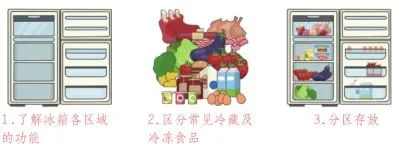 1.了解冰箱各区域
的功能
2.区分常见冷藏及
冷冻食品
3.分区存放